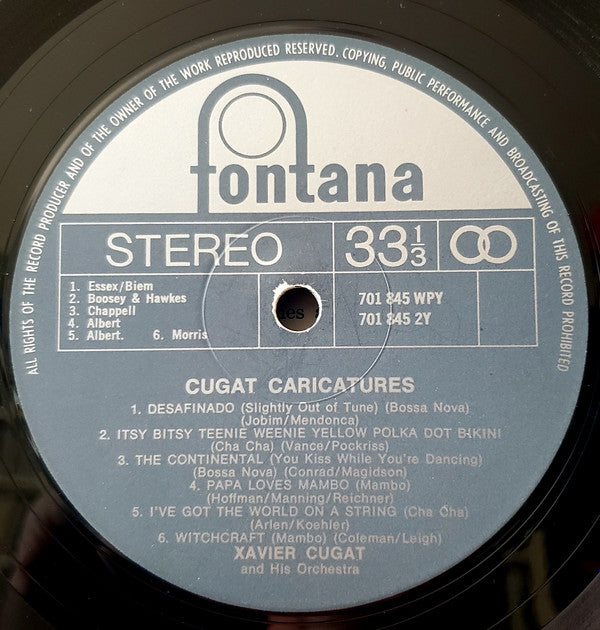 ALL RIGHTS OF THE RECORD PRODUCER AND OF THE OWNER OF THE WORK REPRODUCED RESERVED. COPYING, PUBLIC PERFORMANCE AND BROADCASTING OF THIS RECORD PROHIBITED
fontana
STEREO
33 1/3
1. Essex/Biem
2. Boosey & Hawkes
3. Chappell
4. Albert
5. Albert. 6. Morris
701 845 WPY
701 845 2Y
CUGAT CARICATURES
1. DESAFINADO (Slightly Out of Tune) (Bossa Nova)
(Jobim/Mendonca)
2. ITSY BITSY TEENIE WEENIE YELLOW POLKA DOT BIKINI
(Cha Cha) (Vance/Pockriss)
3. THE CONTINENTAL (You Kiss While You're Dancing)
(Bossa Nova) (Conrad/Magidson)
4. PAPA LOVES MAMBO (Mambo)
(Hoffman/Manning/Reichner)
5. I'VE GOT THE WORLD ON A STRING (Cha Cha)
(Arlen/Koehler)
6. WITCHCRAFT (Mambo) (Coleman/Leigh)
XAVIER CUGAT
and His Orchestra